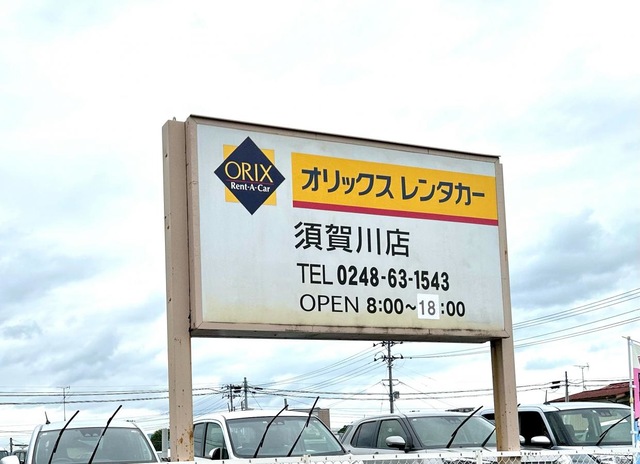 ORIX
Rent-A-Car
オリックス レンタカー
須賀川店
TEL 0248-63-1543
OPEN 8:00～18:00